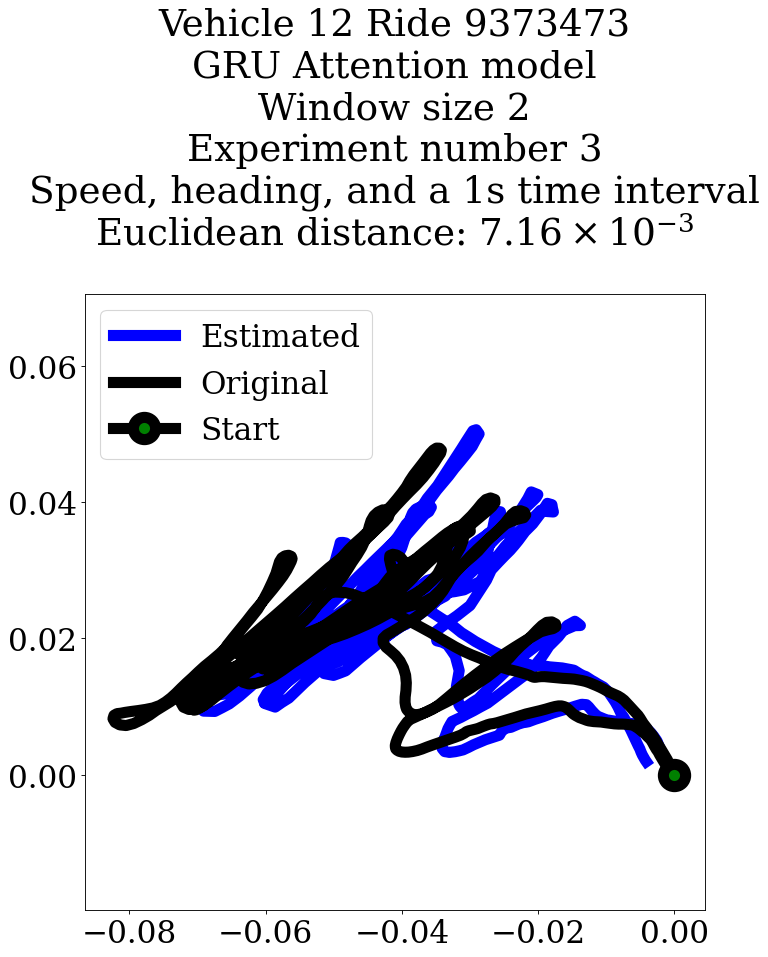 Vehicle 12 Ride 9373473
GRU Attention model
Window size 2
Experiment number 3
Speed, heading, and a 1s time interval
Euclidean distance: 7.16 × 10⁻³
Estimated
Original
Start
0.06
0.04
0.02
0.00
−0.08 −0.06 −0.04 −0.02 0.00